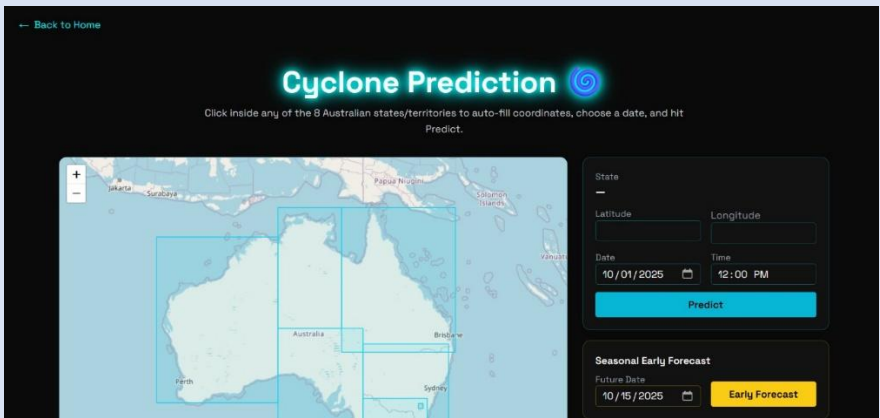 ← Back to Home
Cyclone Prediction 🌀
Click inside any of the 8 Australian states/territories to auto-fill coordinates, choose a date, and hit
Predict.
+
−
Jakarta
Surabaya
Papua Niugini
Solomon
Islands
Vanuatu
Australia
Brisbane
Perth
Sydney
State
—
Latitude
Longitude
Date
Time
10/01/2025
12:00 PM
Predict
Seasonal Early Forecast
Future Date
10/15/2025
Early Forecast